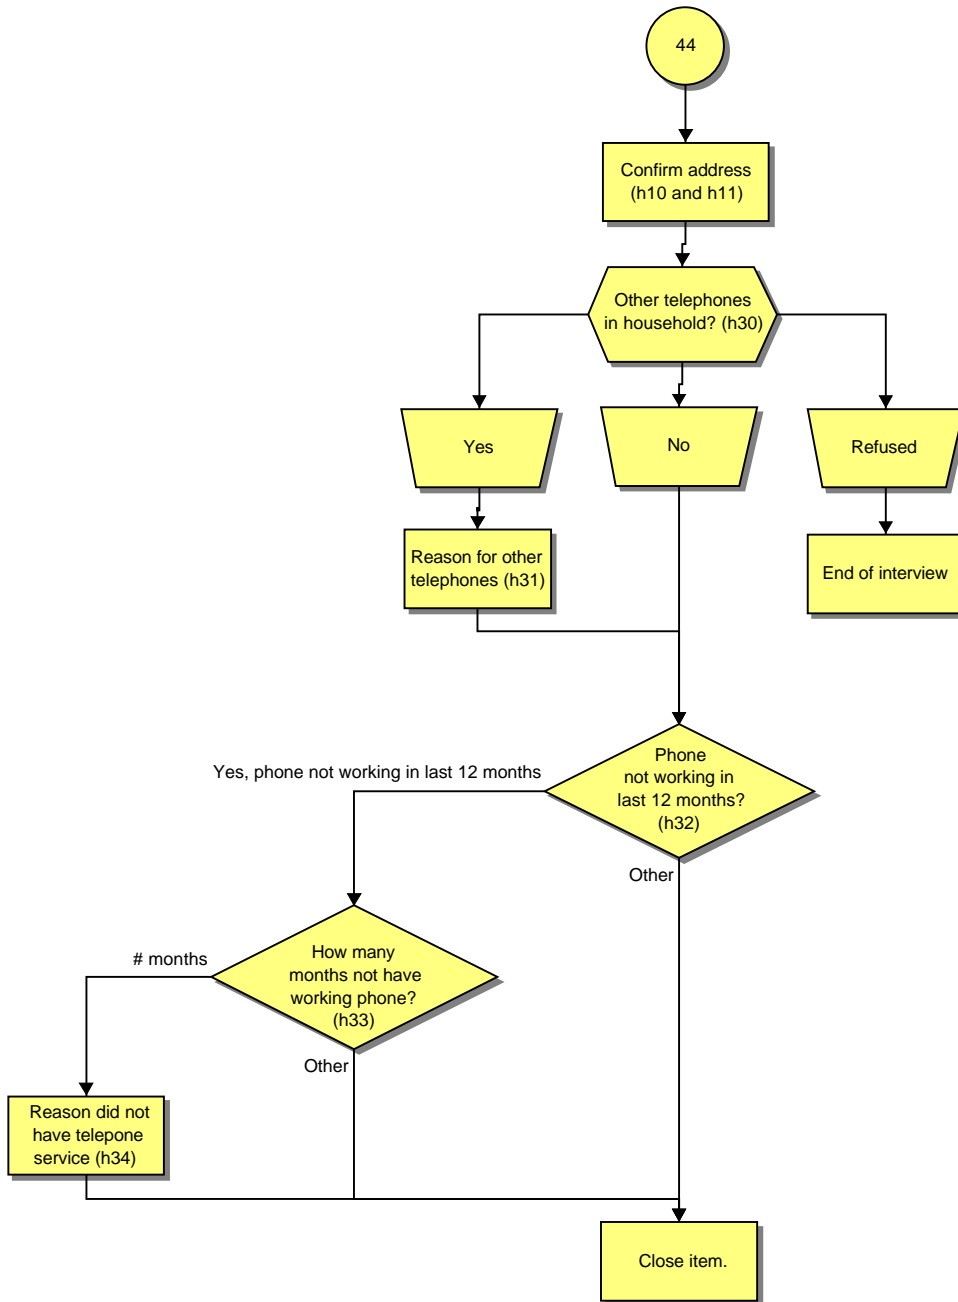 44
Confirm address
(h10 and h11)
Other telephones
in household? (h30)
Yes
No
Refused
Reason for other
telephones (h31)
End of interview
Phone
not working in
last 12 months?
(h32)
Yes, phone not working in last 12 months
Other
How many
months not have
working phone?
(h33)
# months
Other
Reason did not
have telepone
service (h34)
Close item.